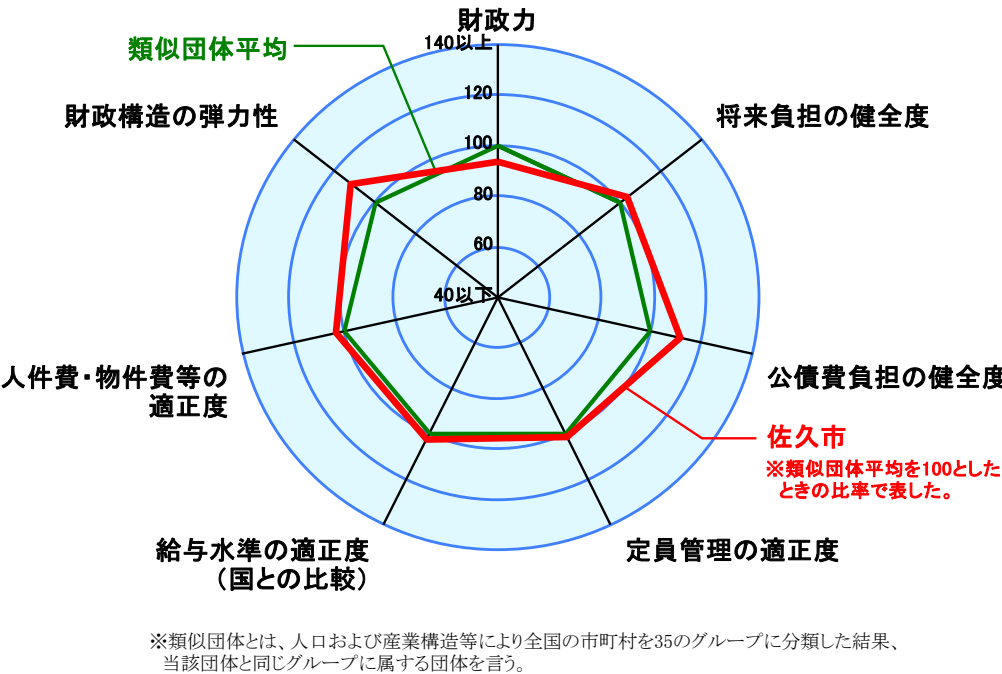 財政力
140以上
類似団体平均
120
財政構造の弾力性
将来負担の健全度
100
80
60
40以下
人件費・物件費等の
適正度
公債費負担の健全度
佐久市
※類似団体平均を100とした
ときの比率で表した。
給与水準の適正度
（国との比較）
定員管理の適正度
※類似団体とは、人口および産業構造等により全国の市町村を35のグループに分類した結果、
当該団体と同じグループに属する団体を言う。